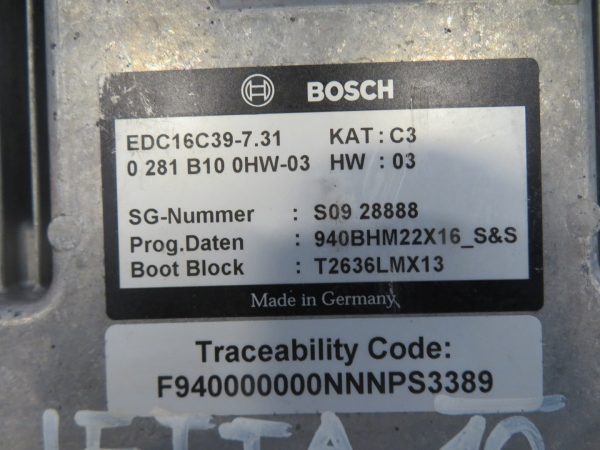 BOSCH
EDC16C39-7.31 KAT : C3
0 281 B10 0HW-03 HW : 03
SG-Nummer : S09 28888
Prog.Daten : 940BHM22X16_S&S
Boot Block : T2636LMX13
Made in Germany
Traceability Code:
F940000000NNNPS3389